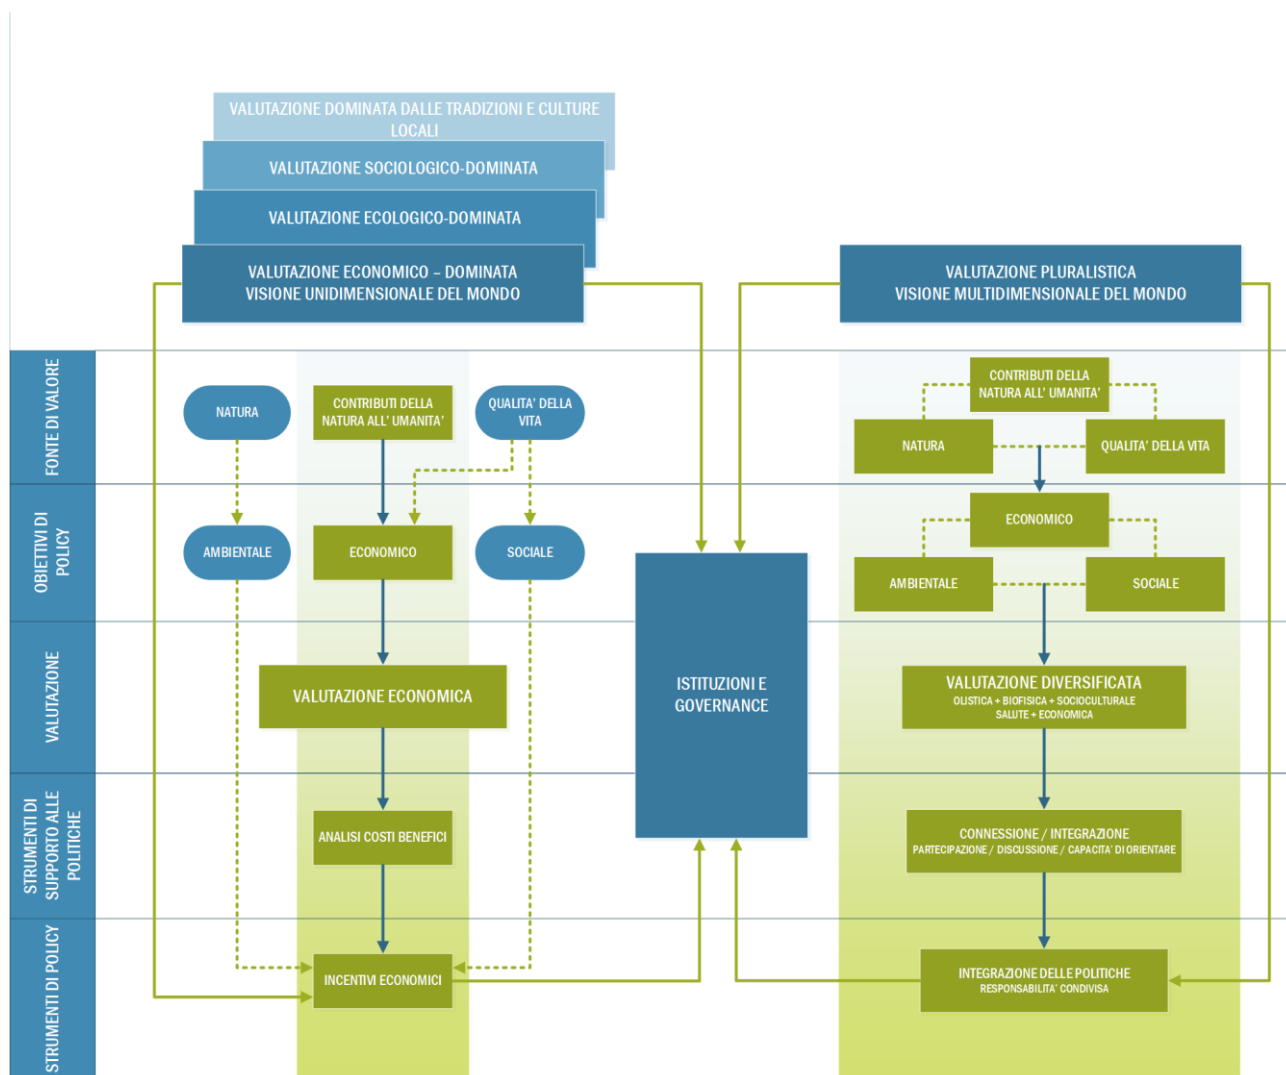 VALUTAZIONE DOMINATA DALLE TRADIZIONI E CULTURE
LOCALI
VALUTAZIONE SOCIOLOGICO-DOMINATA
VALUTAZIONE ECOLOGICO-DOMINATA
VALUTAZIONE ECONOMICO – DOMINATA
VISIONE UNIDIMENSIONALE DEL MONDO
VALUTAZIONE PLURALISTICA
VISIONE MULTIDIMENSIONALE DEL MONDO
FONTE DI VALORE
NATURA
CONTRIBUTI DELLA
NATURA ALL' UMANITA'
QUALITA' DELLA
VITA
CONTRIBUTI DELLA
NATURA ALL' UMANITA'
NATURA
QUALITA' DELLA VITA
OBIETTIVI DI
POLICY
AMBIENTALE
ECONOMICO
SOCIALE
ECONOMICO
AMBIENTALE
SOCIALE
VALUTAZIONE
VALUTAZIONE ECONOMICA
ISTITUZIONI E
GOVERNANCE
VALUTAZIONE DIVERSIFICATA
OLISTICA + BIOFISICA + SOCIOCULTURALE
SALUTE + ECONOMICA
STRUMENTI DI
SUPPORTO ALLE
POLITICHE
ANALISI COSTI BENEFICI
CONNESSIONE / INTEGRAZIONE
PARTECIPAZIONE / DISCUSSIONE / CAPACITA' DI ORIENTARE
STRUMENTI DI POLICY
INCENTIVI ECONOMICI
INTEGRAZIONE DELLE POLITICHE
RESPONSABILITA' CONDIVISA